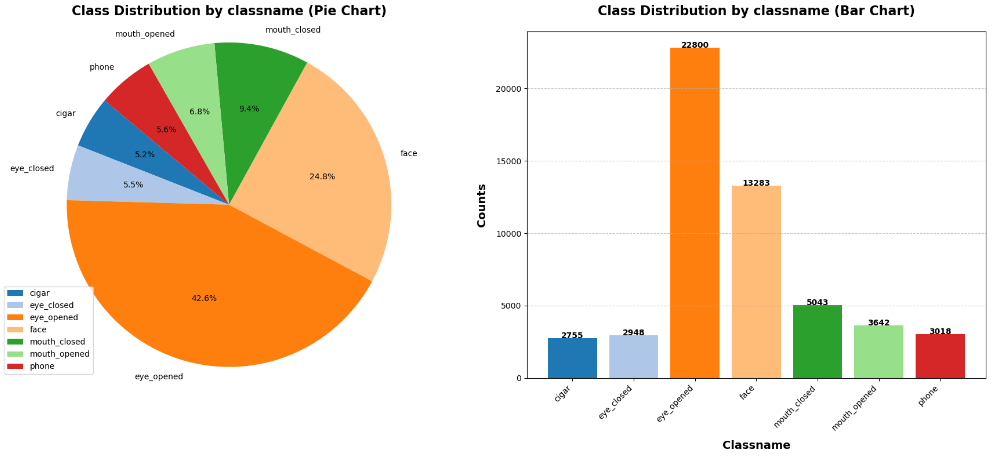 Class Distribution by classname (Pie Chart)
mouth_opened
mouth_closed
phone
cigar
eye_closed
face
eye_opened
9.4%
6.8%
5.6%
5.2%
5.5%
24.8%
42.6%
cigar
eye_closed
eye_opened
face
mouth_closed
mouth_opened
phone
Class Distribution by classname (Bar Chart)
Counts
20000
15000
10000
5000
0
2755
2948
22800
13283
5043
3642
3018
cigar
eye_closed
eye_opened
face
mouth_closed
mouth_opened
phone
Classname